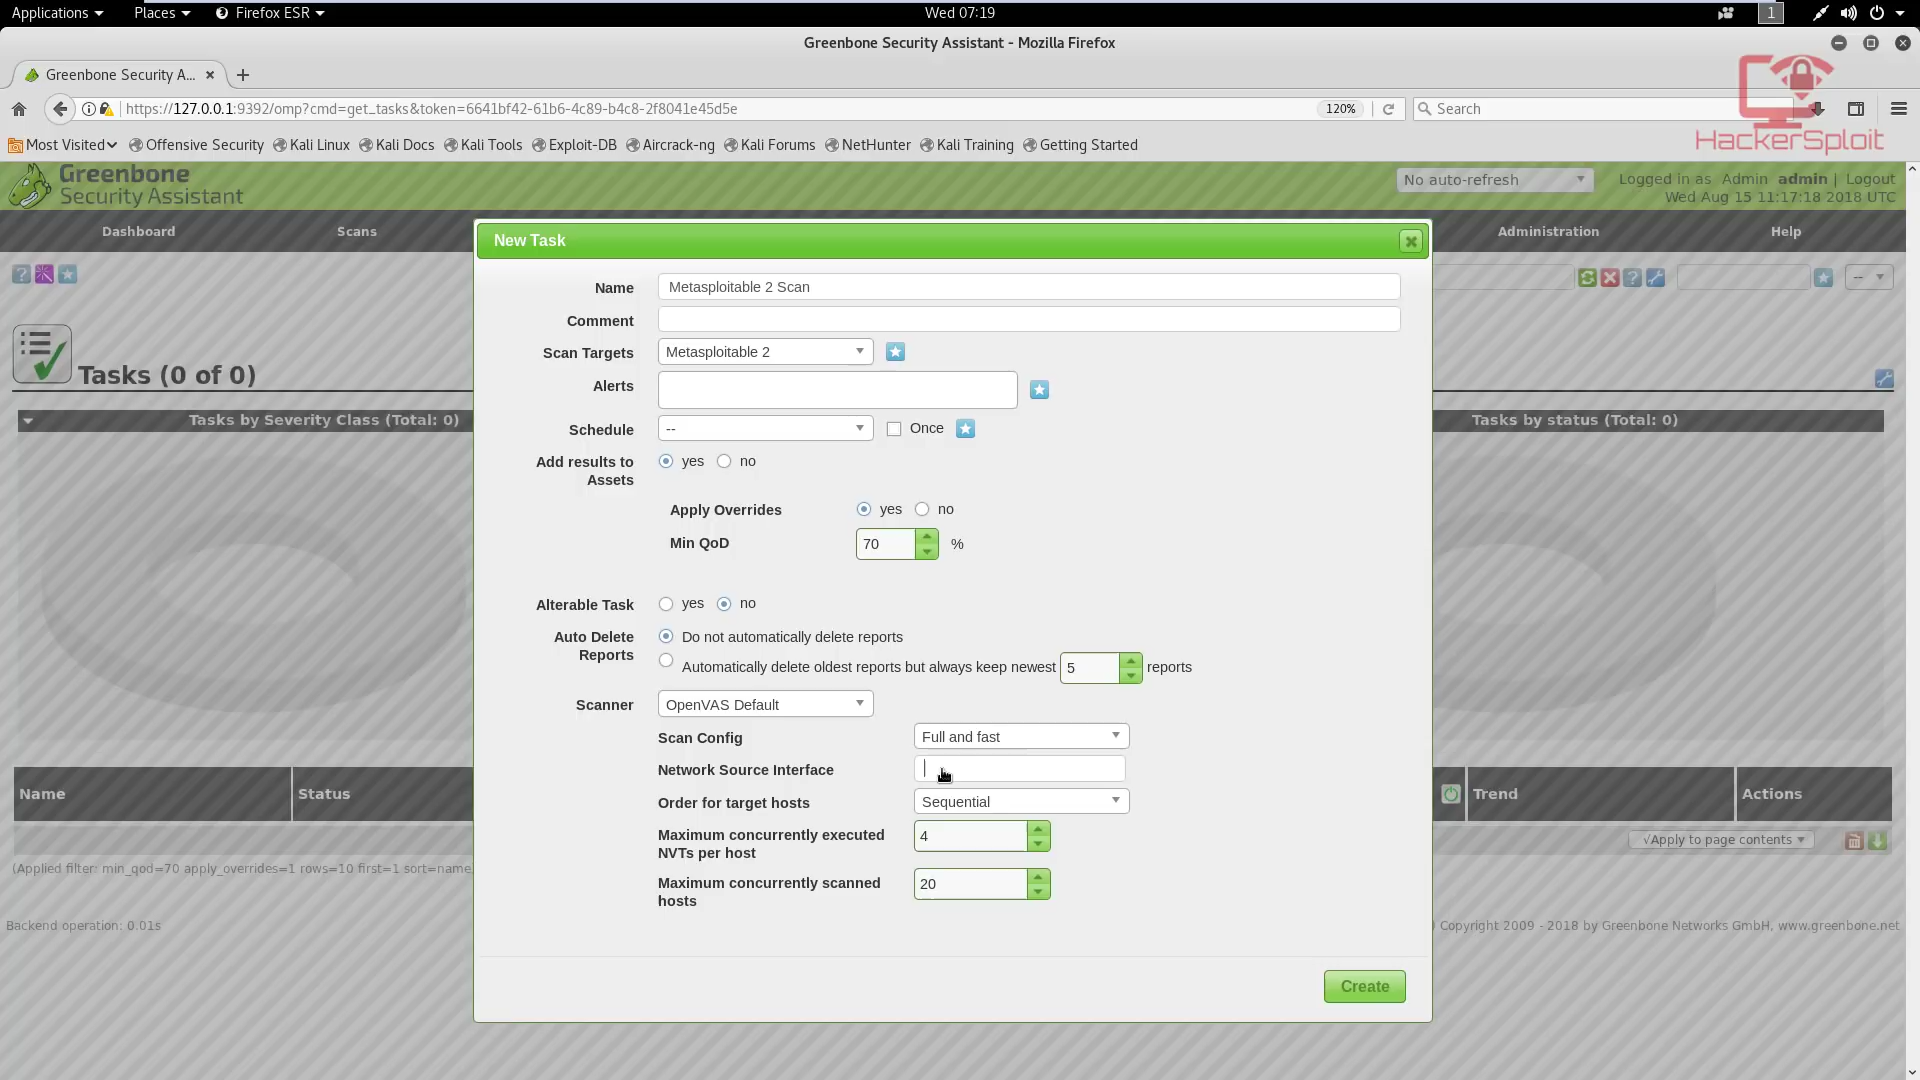 Applications Places Firefox ESR Wed 07:19 1
Greenbone Security Assistant - Mozilla Firefox
Greenbone Security A... × +
https://127.0.0.1:9392/omp?cmd=get_tasks&token=6641bf42-61b6-4c89-b4c8-2f8041e45d5e 120% Search
HackerSploit
Most Visited Offensive Security Kali Linux Kali Docs Kali Tools Exploit-DB Aircrack-ng Kali Forums NetHunter Kali Training Getting Started
Greenbone
Security Assistant
No auto-refresh Logged in as Admin admin | Logout
Wed Aug 15 11:17:18 2018 UTC
Dashboard Scans Administration Help
New Task
Name Metasploitable 2 Scan
Comment
Scan Targets Metasploitable 2
Alerts
Schedule -- Once
Add results to
Assets
yes no
Apply Overrides yes no
Min QoD 70 %
Alterable Task yes no
Auto Delete
Reports
Do not automatically delete reports
Automatically delete oldest reports but always keep newest 5 reports
Scanner OpenVAS Default
Scan Config Full and fast
Network Source Interface
Order for target hosts Sequential
Maximum concurrently executed
NVTs per host
4
Maximum concurrently scanned
hosts
20
Create
--
Tasks (0 of 0)
Tasks by Severity Class (Total: 0) Tasks by status (Total: 0)
Name Status Trend Actions
√Apply to page contents
(Applied filter: min_qod=70 apply_overrides=1 rows=10 first=1 sort=name
Backend operation: 0.01s Copyright 2009 - 2018 by Greenbone Networks GmbH, www.greenbone.net